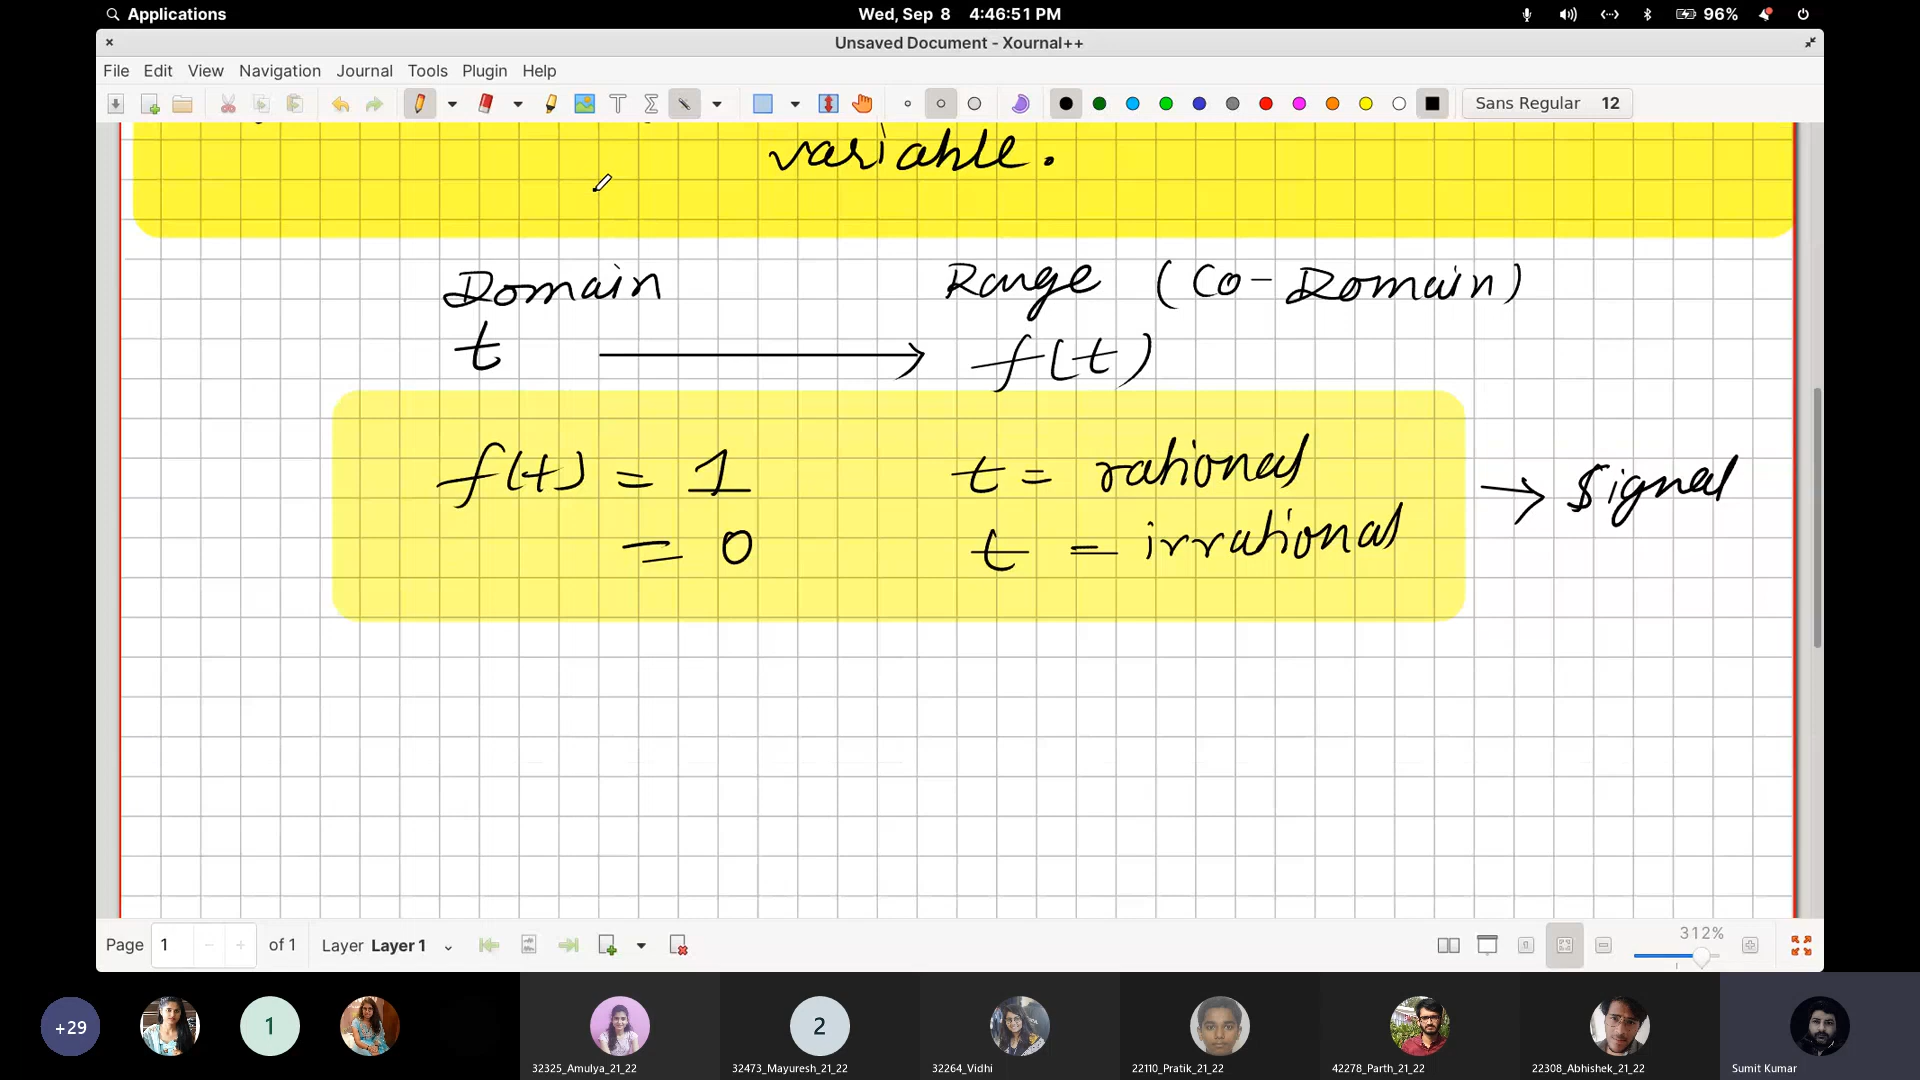 Applications
Wed, Sep 8 4:46:51 PM
96%
Unsaved Document - Xournal++
File Edit View Navigation Journal Tools Plugin Help
Sans Regular 12
variable.
Domain Range (Co-Domain)
t → f(t)
f(t) = 1 t = rational
= 0 t = irrational
→ Signal
Page 1 of 1 Layer Layer 1
312%
+29
1
2
32325_Amulya_21_22
32473_Mayuresh_21_22
32264_Vidhi
22110_Pratik_21_22
42278_Parth_21_22
22308_Abhishek_21_22
Sumit Kumar